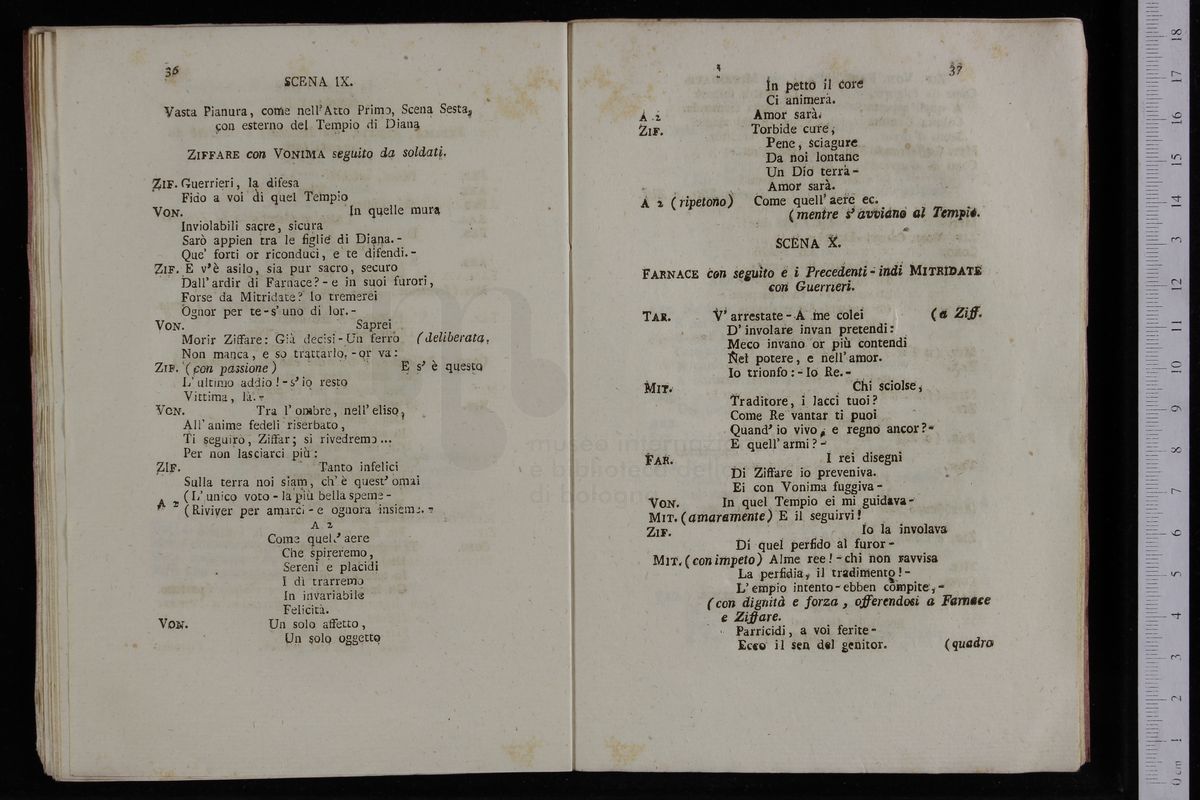 36
SCENA IX.
Vasta Pianura, come nell' Atto Primo, Scena Sesta,
con esterno del Tempio di Diana
ZIFFARE con VONIMA seguito da soldati.
ZIF. Guerrieri, la difesa
Fido a voi di quel Tempio
VON. In quelle mura
Inviolabili sacre, sicura
Sarò appien tra le figlie di Diana. -
Que' forti or riconduci, e te difendi. -
ZIF. E v'è asilo, sia pur sacro, securo
Dall' ardir di Farnace? - e in suoi furori,
Forse da Mitridate? Io tremerei
Ognor per te - s' uno di lor. -
VON. Saprei
Morir Ziffare: Già decisi - Un ferro (deliberata,
Non manca, e so trattarlo, - or va:
ZIF. (con passione) E s' è questo
L' ultimo addio! - s' io resto
Vittima, là. -
VON. Tra l' ombre, nell' eliso,
All' anime fedeli riserbato,
Ti seguirò, Ziffar; si rivedremo ...
Per non lasciarci più:
ZIF. Tanto infelici
Sulla terra noi siam, ch' è quest' omai
A 2 (L' unico voto - la più bella speme -
(Riviver per amarci - e ognora insieme. -
A 2
Come quell' aere
Che spireremo,
Sereni e placidi
I dì trarremo
In invariabile
Felicità.
VON. Un solo affetto,
Un solo oggetto
37
In petto il core
Ci animerà.
A 2 Amor sarà.
ZIF. Torbide cure,
Pene, sciagure
Da noi lontane
Un Dio terrà -
Amor sarà.
A 2 (ripetono) Come quell' aere ec.
(mentre s' avviano al Tempio.
SCENA X.
FARNACE con seguito e i Precedenti - indi MITRIDATE
con Guerrieri.
TAR. V' arrestate - A me colei (a Ziff.
D' involare invan pretendi:
Meco invano or più contendi
Nel potere, e nell' amor.
Io trionfo: - Io Re. -
MIT. Chi sciolse,
Traditore, i lacci tuoi?
Come Re vantar ti puoi
Quand' io vivo, e regno ancor? -
E quell' armi? -
FAR. I rei disegni
Di Ziffare io preveniva.
Ei con Vonima fuggiva -
VON. In quel Tempio ei mi guidava -
MIT. (amaramente) E il seguirvi!
ZIF. Io la involava
Di quel perfido al furor -
MIT. (con impeto) Alme ree! - chi non ravvisa
La perfidia, il tradimento! -
L' empio intento - ebben compite, -
(con dignità e forza, offerendosi a Farnace
e Ziffare.
Parricidi, a voi ferite -
Ecco il sen del genitor. (quadro